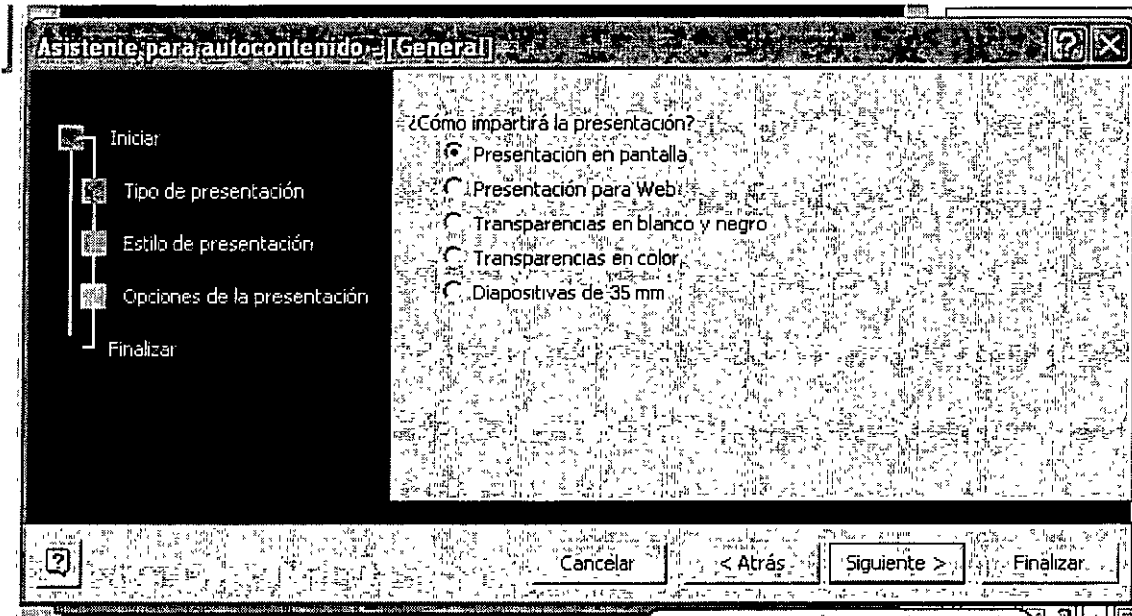 Asistente para autocontenido - [General]
Iniciar
Tipo de presentación
Estilo de presentación
Opciones de la presentación
Finalizar
¿Cómo impartirá la presentación?
Presentación en pantalla
Presentación para Web
Transparencias en blanco y negro
Transparencias en color
Diapositivas de 35 mm
Cancelar
< Atrás
Siguiente >
Finalizar